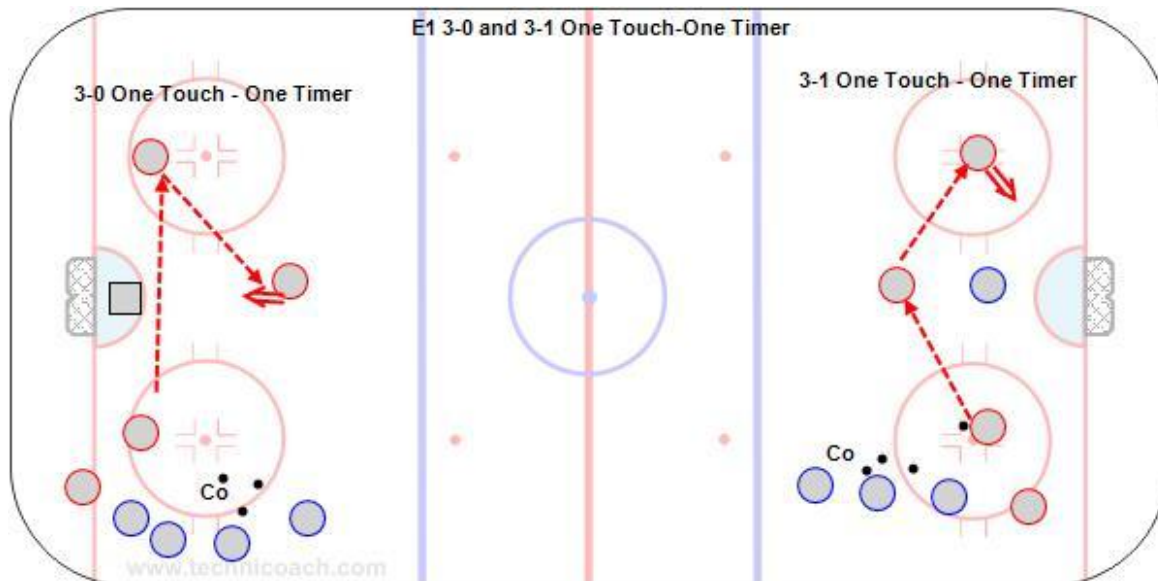 E1 3-0 and 3-1 One Touch-One Timer
3-0 One Touch - One Timer
3-1 One Touch - One Timer
Co
Co
www.technicoach.com